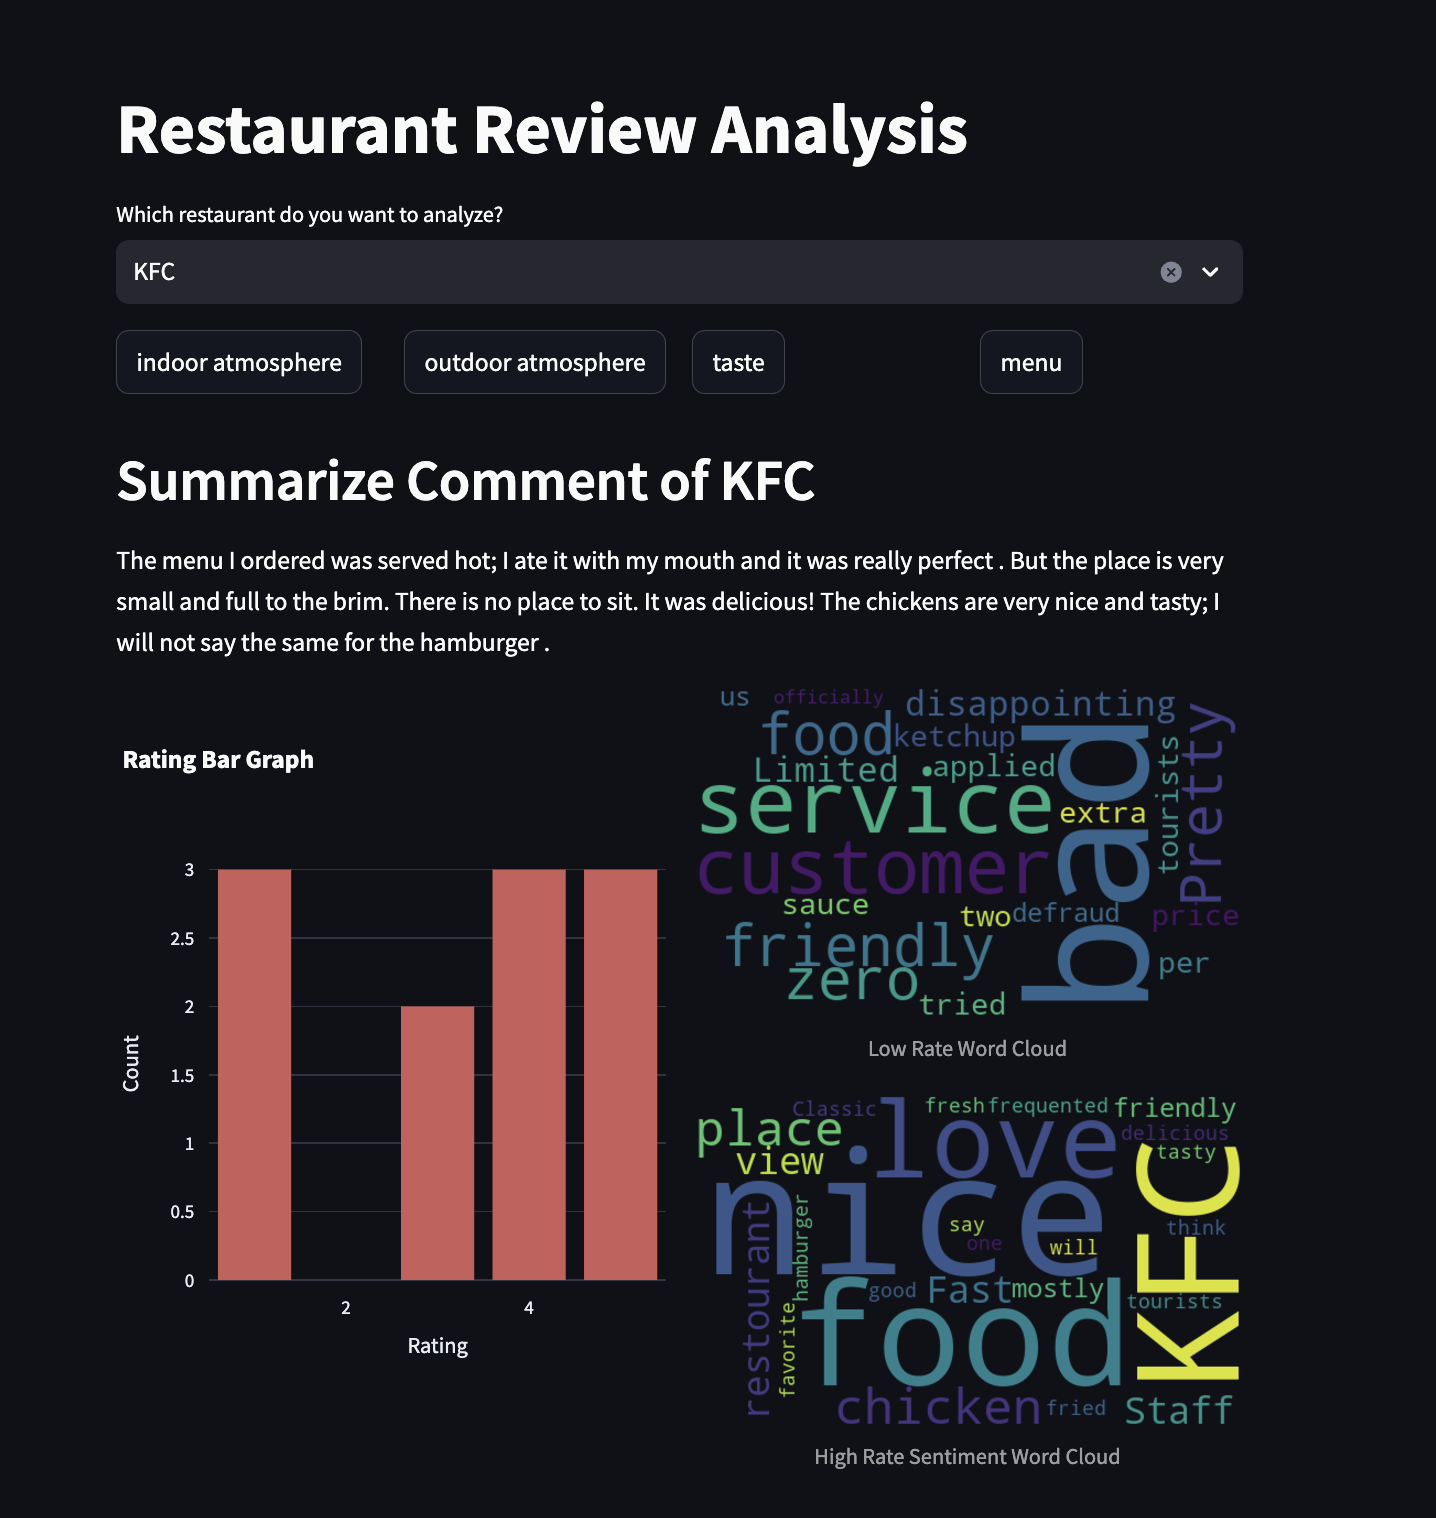 Restaurant Review Analysis
Which restaurant do you want to analyze?
KFC
indoor atmosphere
outdoor atmosphere
taste
menu
Summarize Comment of KFC
The menu I ordered was served hot; I ate it with my mouth and it was really perfect . But the place is very
small and full to the brim. There is no place to sit. It was delicious! The chickens are very nice and tasty; I
will not say the same for the hamburger .
Rating Bar Graph
3
2.5
2
1.5
1
0.5
0
Count
2
4
Rating
us
officially
disappointing
food
ketchup
Limited
applied
service
extra
bad
tourists
Pretty
customer
sauce
two
defraud
price
friendly
zero
per
tried
Low Rate Word Cloud
Classic
love
fresh
frequented
friendly
place
delicious
view
tasty
nice
KFC
say
think
one
will
restourant
hamburger
good
Fast
mostly
tourists
favorite
food
chicken
fried
Staff
High Rate Sentiment Word Cloud